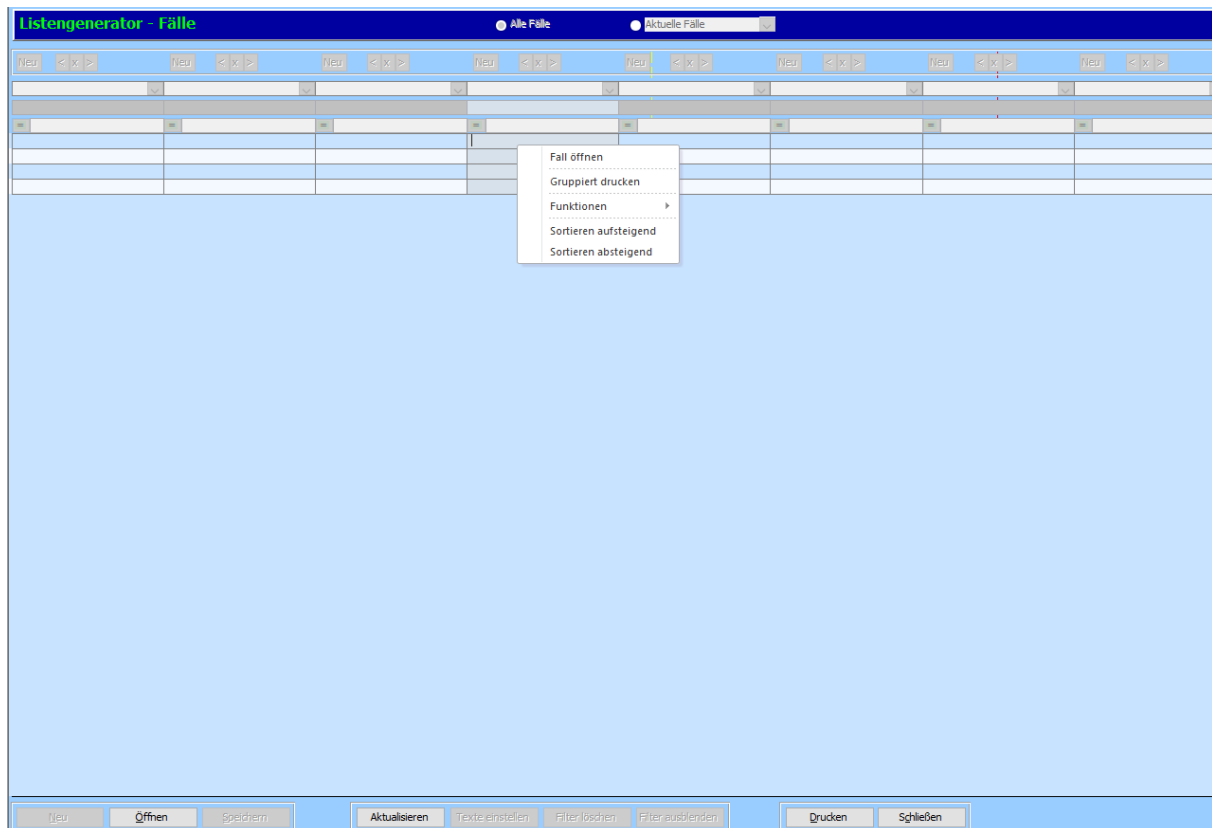 Listengenerator - Fälle Alle Fälle Aktuelle Fälle
Neu < x > Neu < x > Neu < x > Neu < x > Neu < x > Neu < x > Neu < x > Neu < x >
= = = = = = = =
Fall öffnen
Gruppiert drucken
Funktionen
Sortieren aufsteigend
Sortieren absteigend
Neu Öffnen Speichern Aktualisieren Texte einstellen Filter löschen Filter ausblenden Drucken Schließen